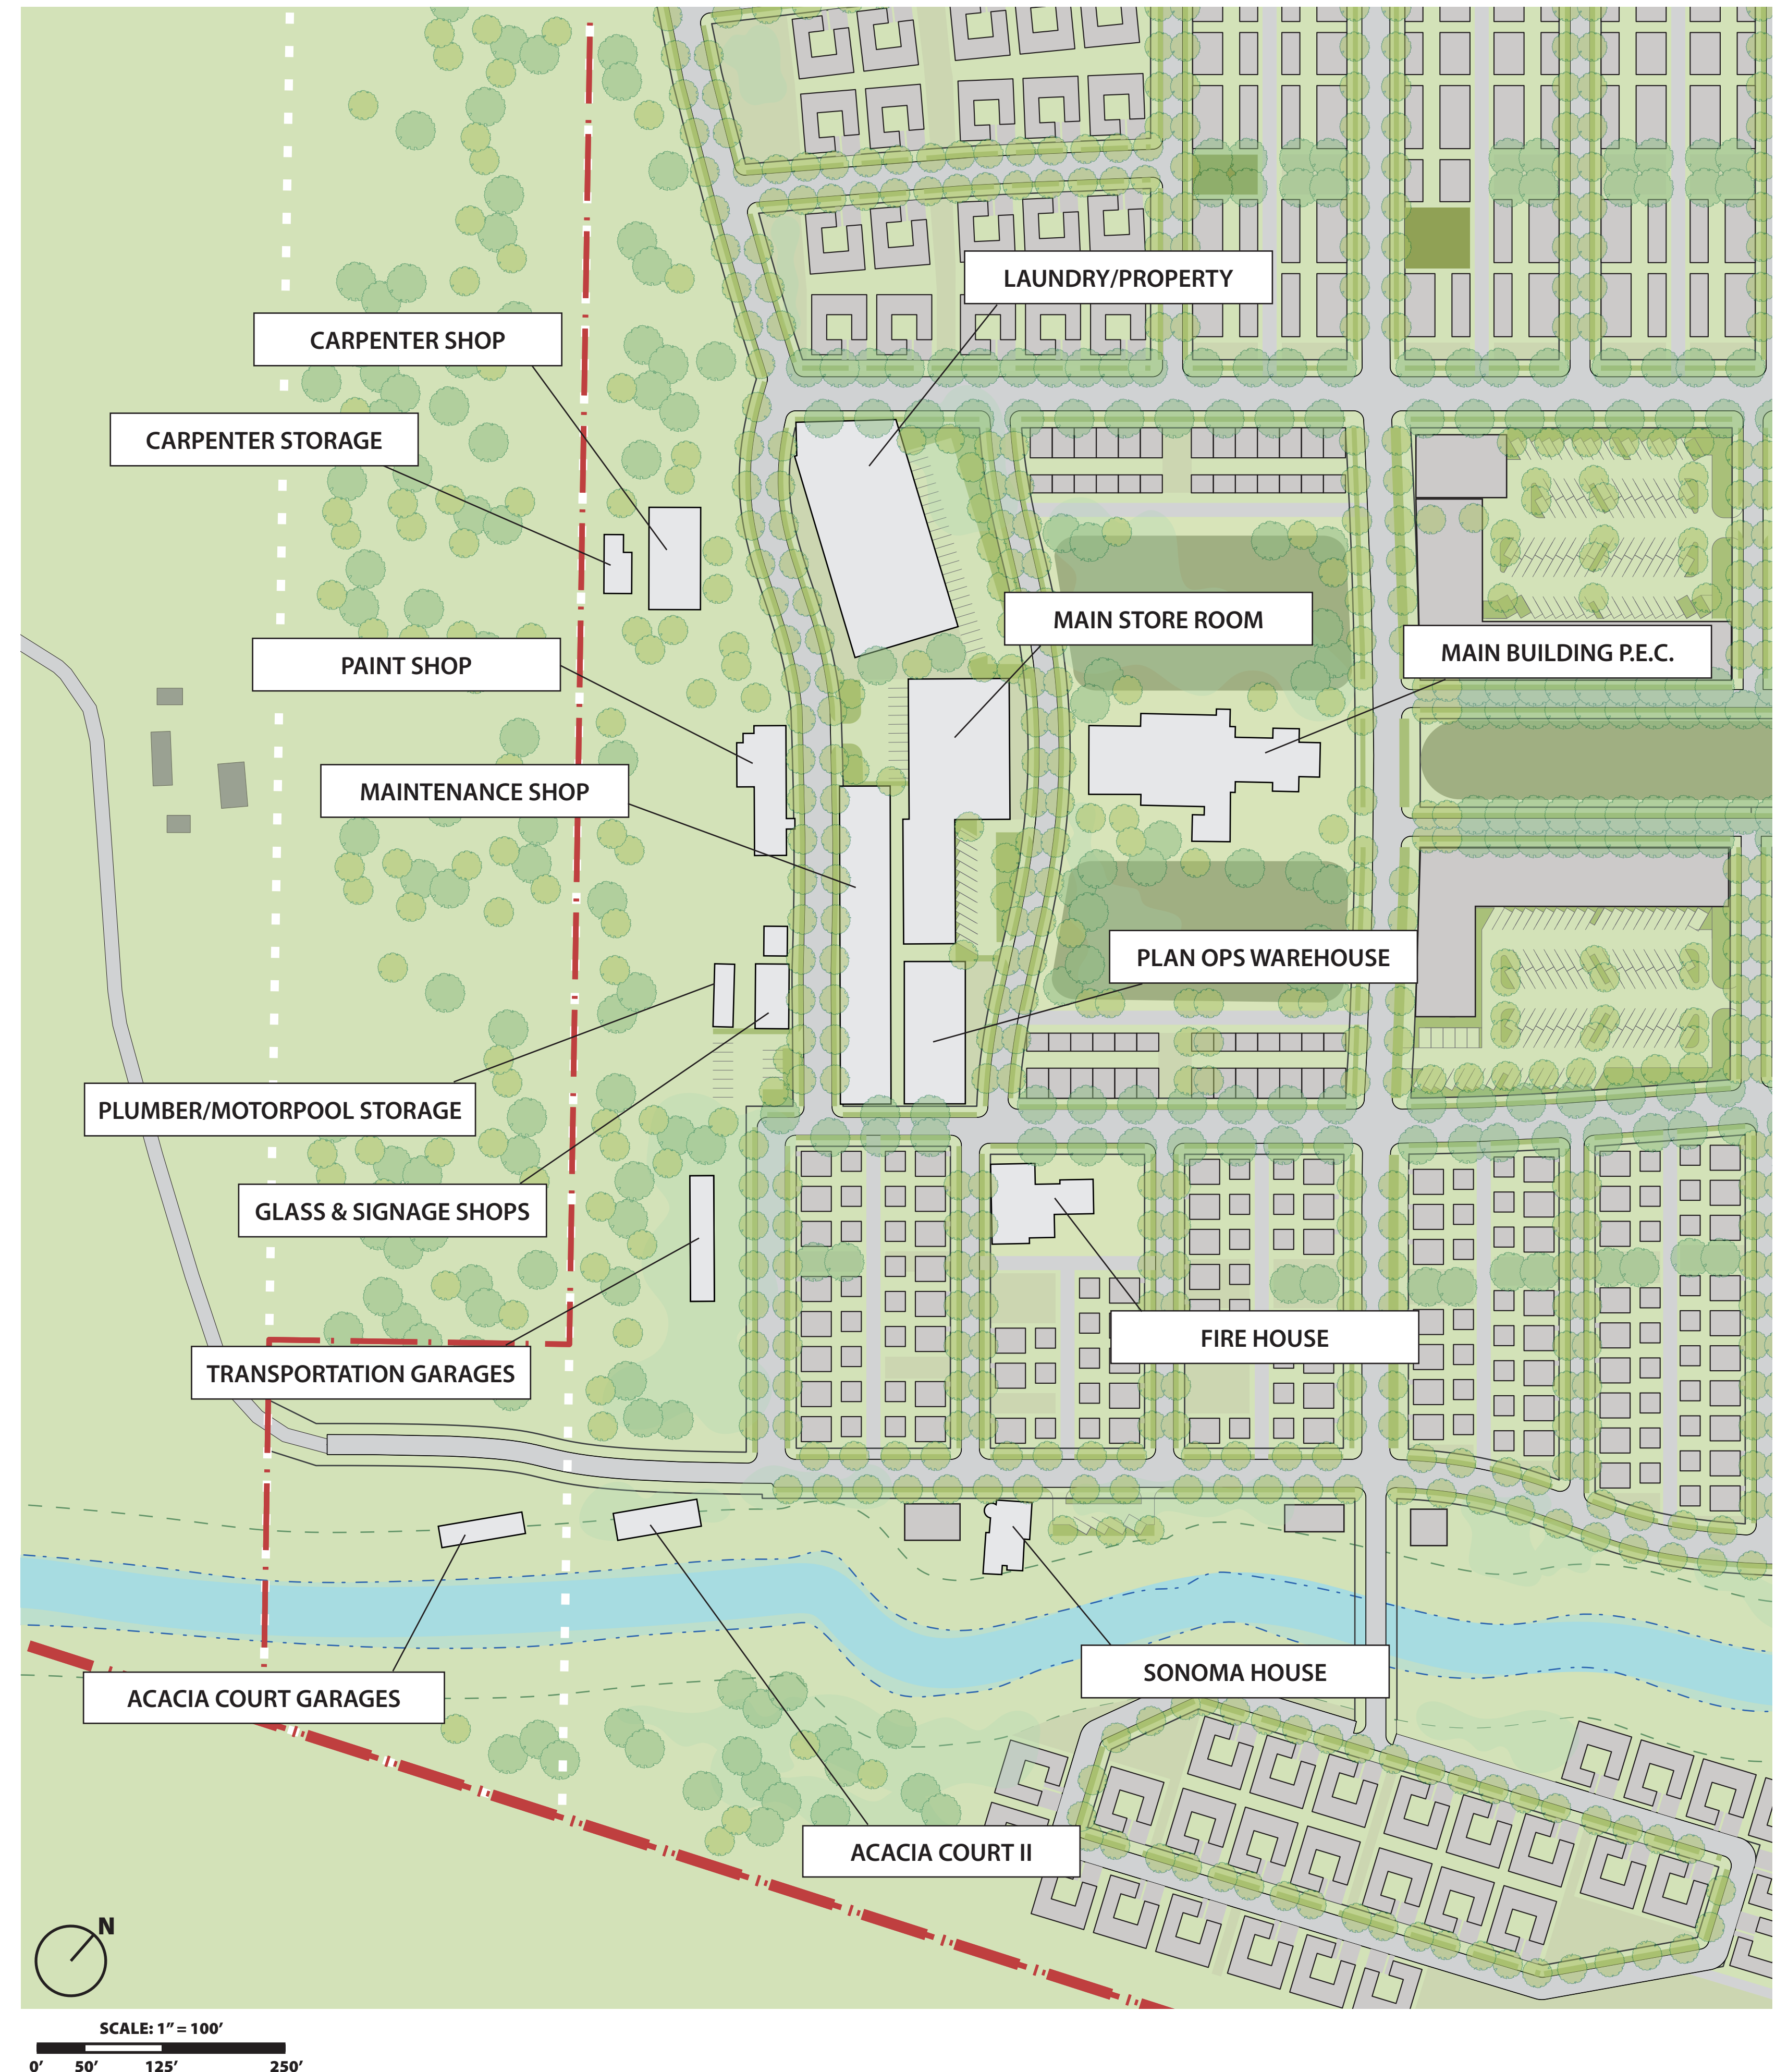 LAUNDRY/PROPERTY
CARPENTER SHOP
CARPENTER STORAGE
MAIN STORE ROOM
MAIN BUILDING P.E.C.
PAINT SHOP
MAINTENANCE SHOP
PLAN OPS WAREHOUSE
PLUMBER/MOTORPOOL STORAGE
GLASS & SIGNAGE SHOPS
FIRE HOUSE
TRANSPORTATION GARAGES
SONOMA HOUSE
ACACIA COURT GARAGES
ACACIA COURT II
N
SCALE: 1” = 100’
0’ 50’ 125’ 250’